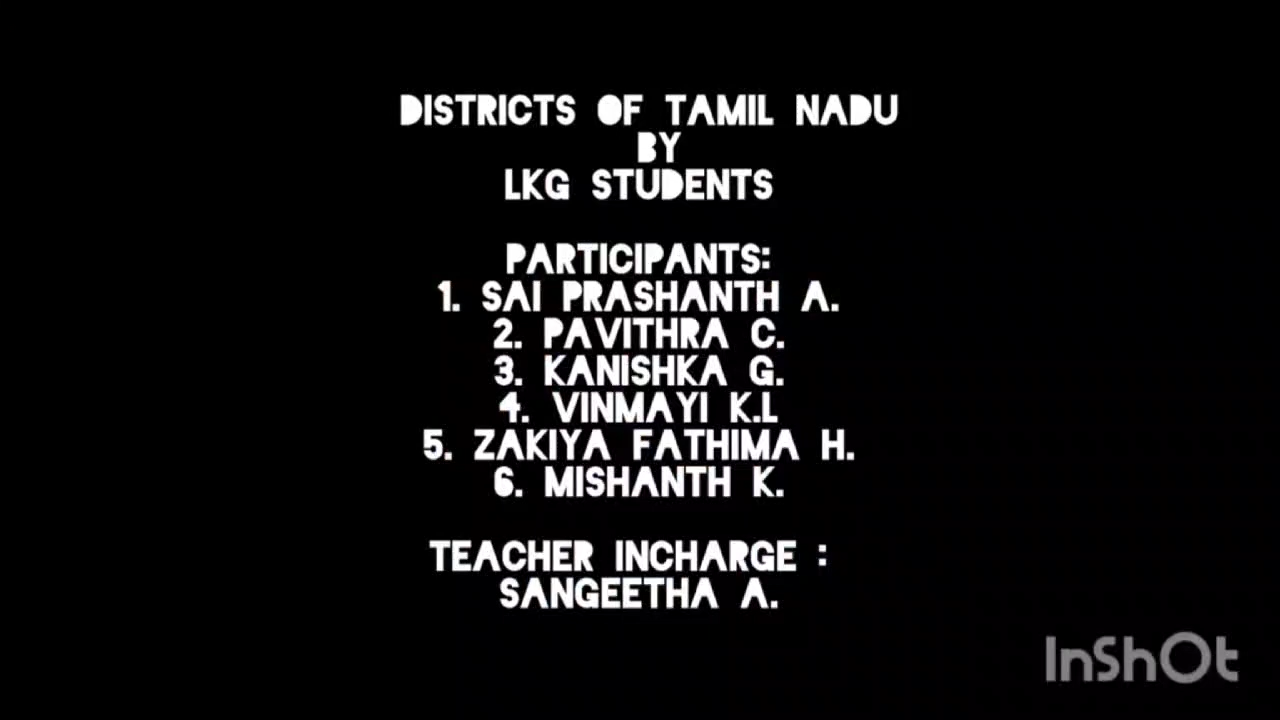 DISTRICTS OF TAMIL NADU
BY
LKG STUDENTS
PARTICIPANTS:
1. SAI PRASHANTH A.
2. PAVITHRA C.
3. KANISHKA G.
4. VINMAYI K.L
5. ZAKIYA FATHIMA H.
6. MISHANTH K.
TEACHER INCHARGE :
SANGEETHA A.
InShOt